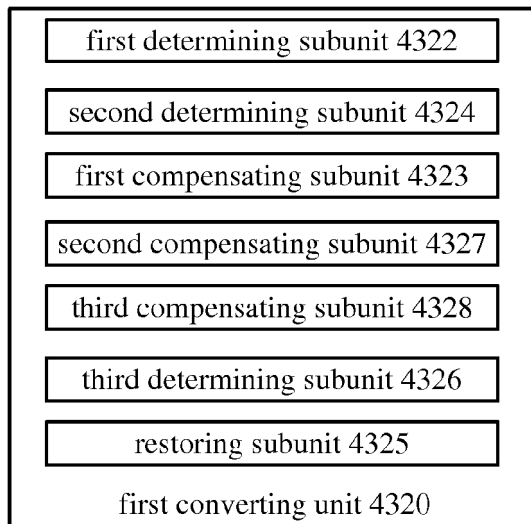 first determining subunit 4322
second determining subunit 4324
first compensating subunit 4323
second compensating subunit 4327
third compensating subunit 4328
third determining subunit 4326
restoring subunit 4325
first converting unit 4320